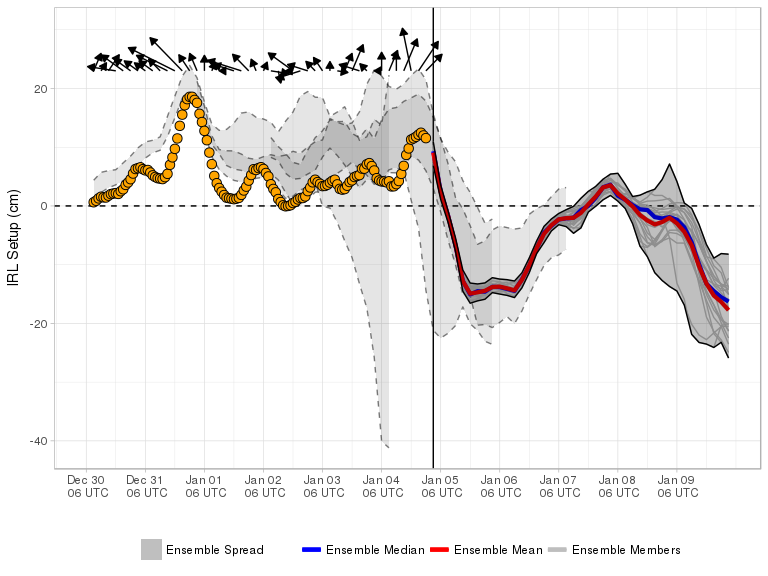 IRL Setup (cm)
20
0
-20
-40
Dec 30 Dec 31 Jan 01 Jan 02 Jan 03 Jan 04 Jan 05 Jan 06 Jan 07 Jan 08 Jan 09
06 UTC 06 UTC 06 UTC 06 UTC 06 UTC 06 UTC 06 UTC 06 UTC 06 UTC 06 UTC 06 UTC
Ensemble Spread Ensemble Median Ensemble Mean Ensemble Members